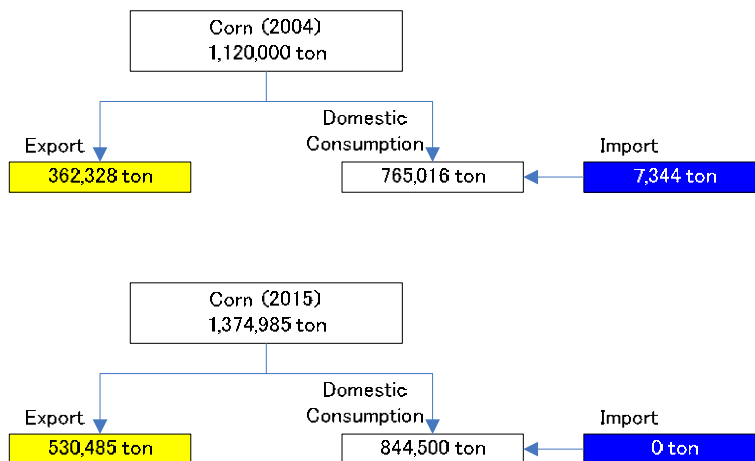 Corn (2004)
1,120,000 ton
Domestic
Export
Consumption
Import
362,328 ton
765,016 ton
7,344 ton
Corn (2015)
1,374,985 ton
Domestic
Export
Consumption
Import
530,485 ton
844,500 ton
0 ton